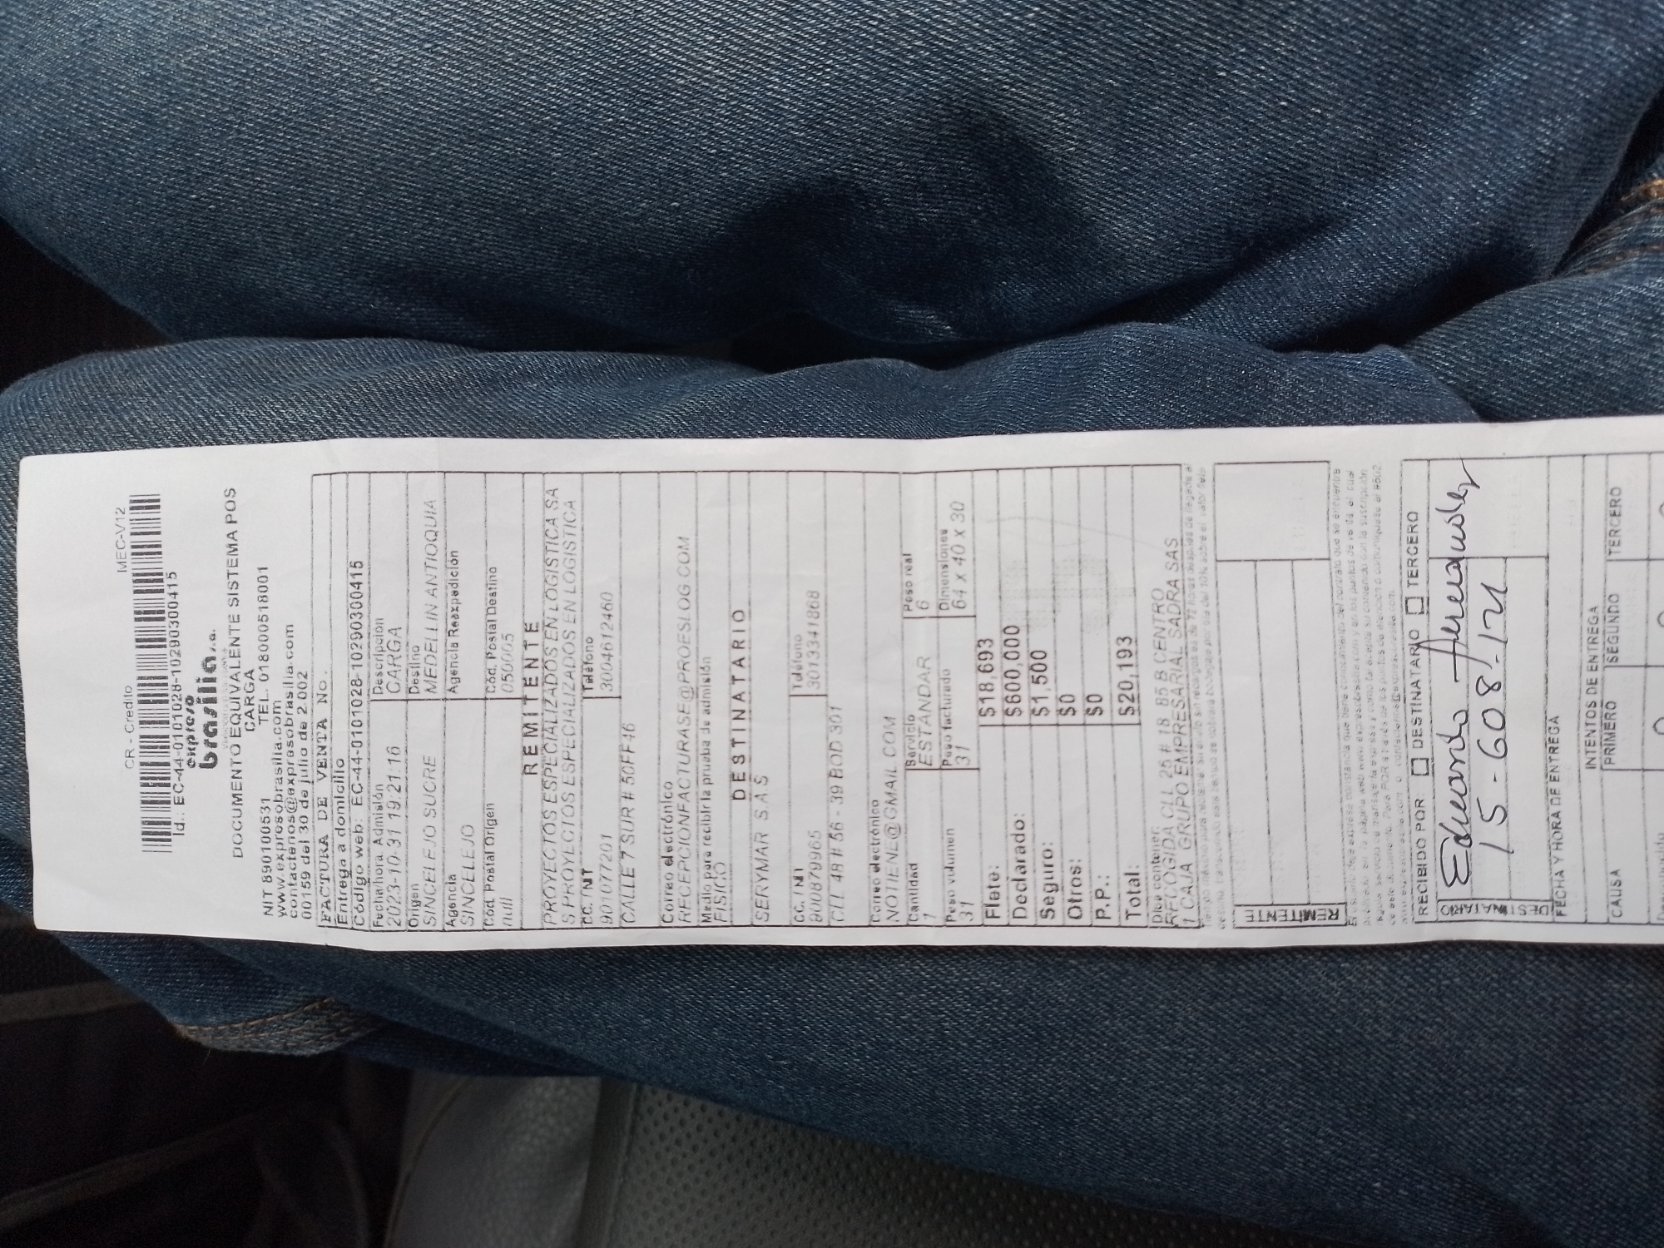 CR - Credito MEC-V12
Id.: EC-44-0101028-10290300415
expreso
brasilia s.a.
DOCUMENTO EQUIVALENTE SISTEMA POS
CARGA
NIT 890100531 TEL. 018000518001
www.expresobrasilia.com
contactenos@expresobrasilia.com
00159 del 30 de julio de 2.002
FACTURA DE VENTA No.
Entrega a domicilio
Código web: EC-44-0101028-10290300415
Fecha/hora Admisión Descripción
2023-10-31 19:21:16 CARGA
Origen Destino
SINCELEJO SUCRE MEDELLIN ANTIOQUIA
Agencia Agencia Reexpedición
SINCELEJO
Cód. Postal Origen Cód. Postal Destino
null 050005
REMITENTE
PROYECTOS ESPECIALIZADOS EN LOGISTICA SA
S PROYECTOS ESPECIALIZADOS EN LOGISTICA
CC. NIT Teléfono
901077201 3004612460
CALLE 7 SUR # 50FF46
Correo electrónico
RECEPCIONFACTURASE@PROESLOG.COM
Medio para recibir la prueba de admisión
FISICO
DESTINATARIO
SERYMAR S.A.S
CC. NIT Teléfono
900879965 3013341868
CLL 48 # 56 - 39 BOD 301
Correo electrónico
NOTIENE@GMAIL.COM
Cantidad Servicio Peso real
1 ESTANDAR 6
Peso volumen Peso facturado Dimensiones
31 31 64 x 40 x 30
Flete: $18,693
Declarado: $600,000
Seguro: $1,500
Otros: $0
P.P.: $0
Total: $20,193
Dice contener:
RECOGIDA CLL 25 # 18 85 B CENTRO
1 CAJA GRUPO EMPRESARIAL SADRA SAS
REMITENTE
RECIBIDO POR DESTINATARIO TERCERO
DESTINATARIO
Eduardo
15-608-121
FECHA Y HORA DE ENTREGA
INTENTOS DE ENTREGA
CAUSA PRIMERO SEGUNDO TERCERO